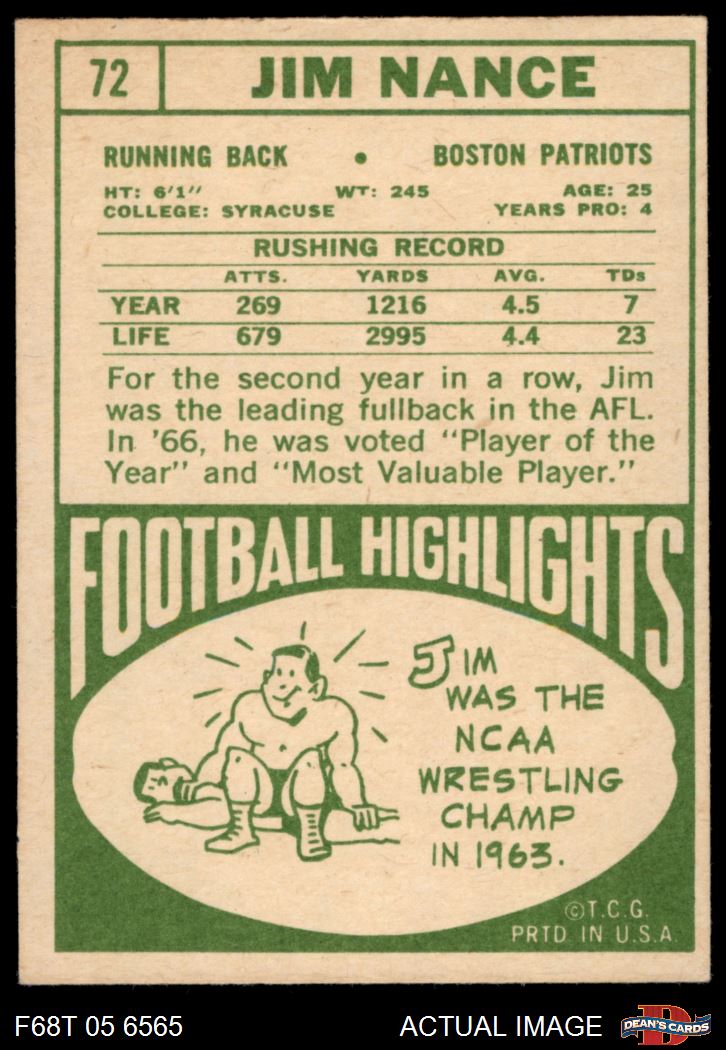 72 JIM NANCE
RUNNING BACK • BOSTON PATRIOTS
HT: 6'1" WT: 245 AGE: 25
COLLEGE: SYRACUSE YEARS PRO: 4
RUSHING RECORD
ATTS. YARDS AVG. TDs
YEAR 269 1216 4.5 7
LIFE 679 2995 4.4 23
For the second year in a row, Jim
was the leading fullback in the AFL.
In '66, he was voted "Player of the
Year" and "Most Valuable Player."
FOOTBALL HIGHLIGHTS
JIM
WAS THE
NCAA
WRESTLING
CHAMP
IN 1963.
©T.C.G.
PRTD. IN U.S.A.
F68T 05 6565 ACTUAL IMAGE D DEAN'S CARDS